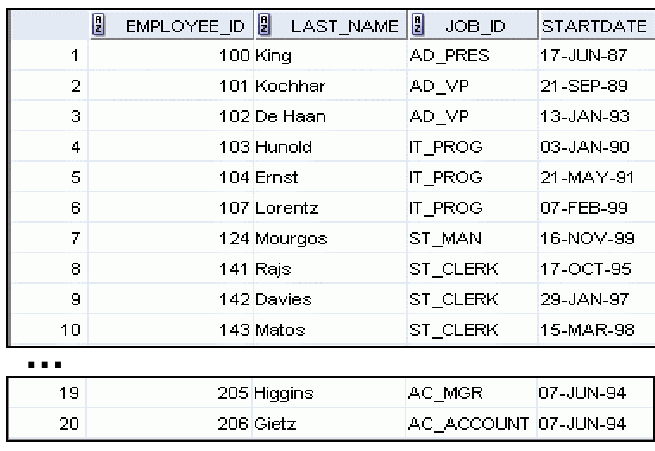 EMPLOYEE_ID LAST_NAME JOB_ID STARTDATE
1 100 King AD_PRES 17-JUN-87
2 101 Kochhar AD_VP 21-SEP-89
3 102 De Haan AD_VP 13-JAN-93
4 103 Hunold IT_PROG 03-JAN-90
5 104 Ernst IT_PROG 21-MAY-91
6 107 Lorentz IT_PROG 07-FEB-99
7 124 Mourgos ST_MAN 16-NOV-99
8 141 Rajs ST_CLERK 17-OCT-95
9 142 Davies ST_CLERK 29-JAN-97
10 143 Matos ST_CLERK 15-MAR-98
...
19 205 Higgins AC_MGR 07-JUN-94
20 206 Gietz AC_ACCOUNT 07-JUN-94